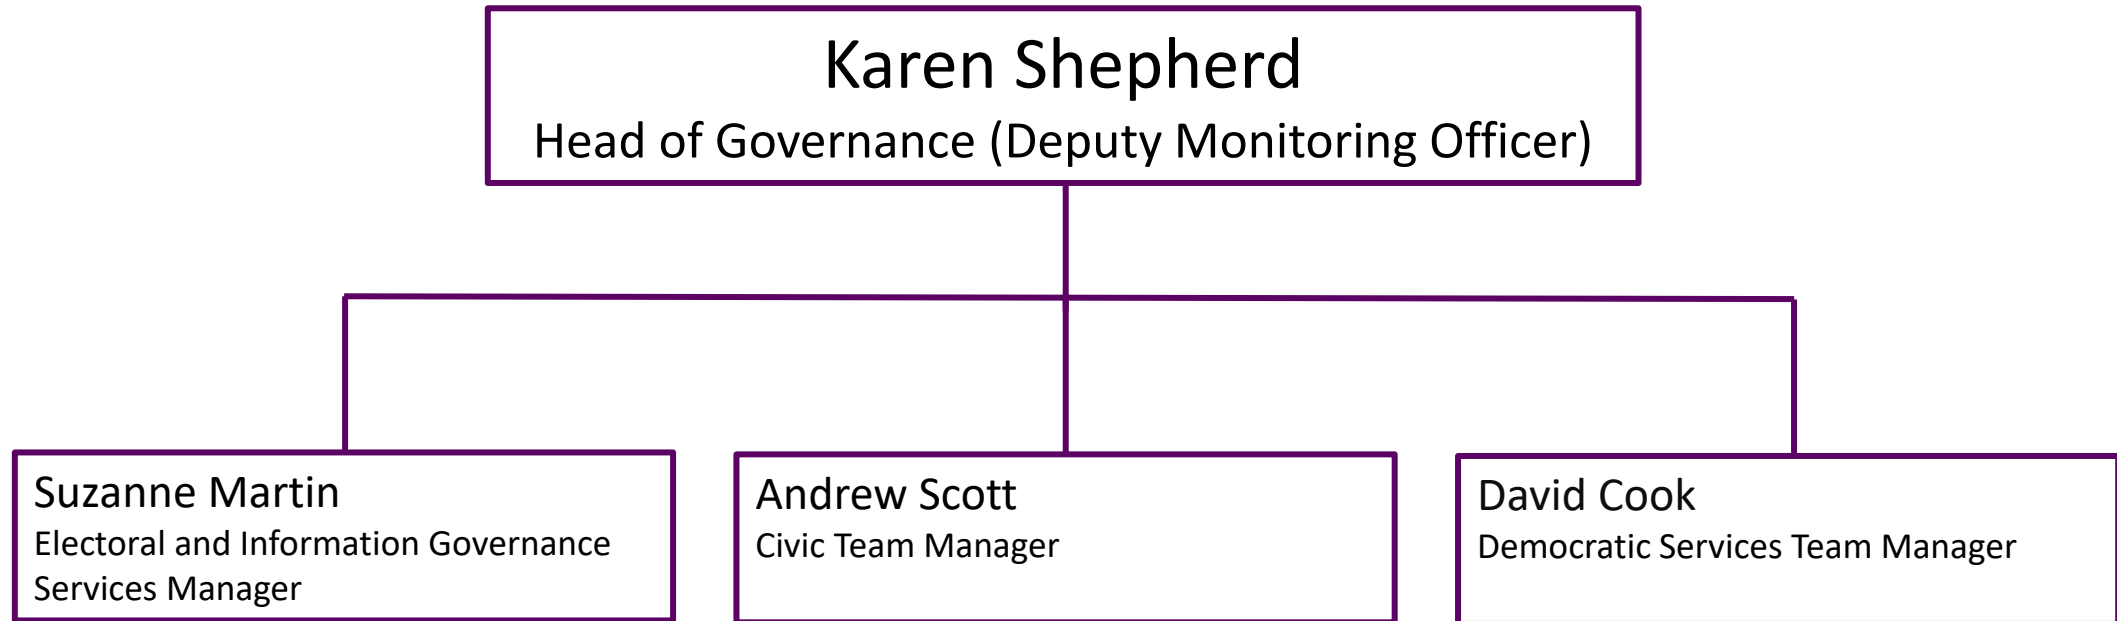 Karen Shepherd
Head of Governance (Deputy Monitoring Officer)
Suzanne Martin
Electoral and Information Governance
Services Manager
Andrew Scott
Civic Team Manager
David Cook
Democratic Services Team Manager